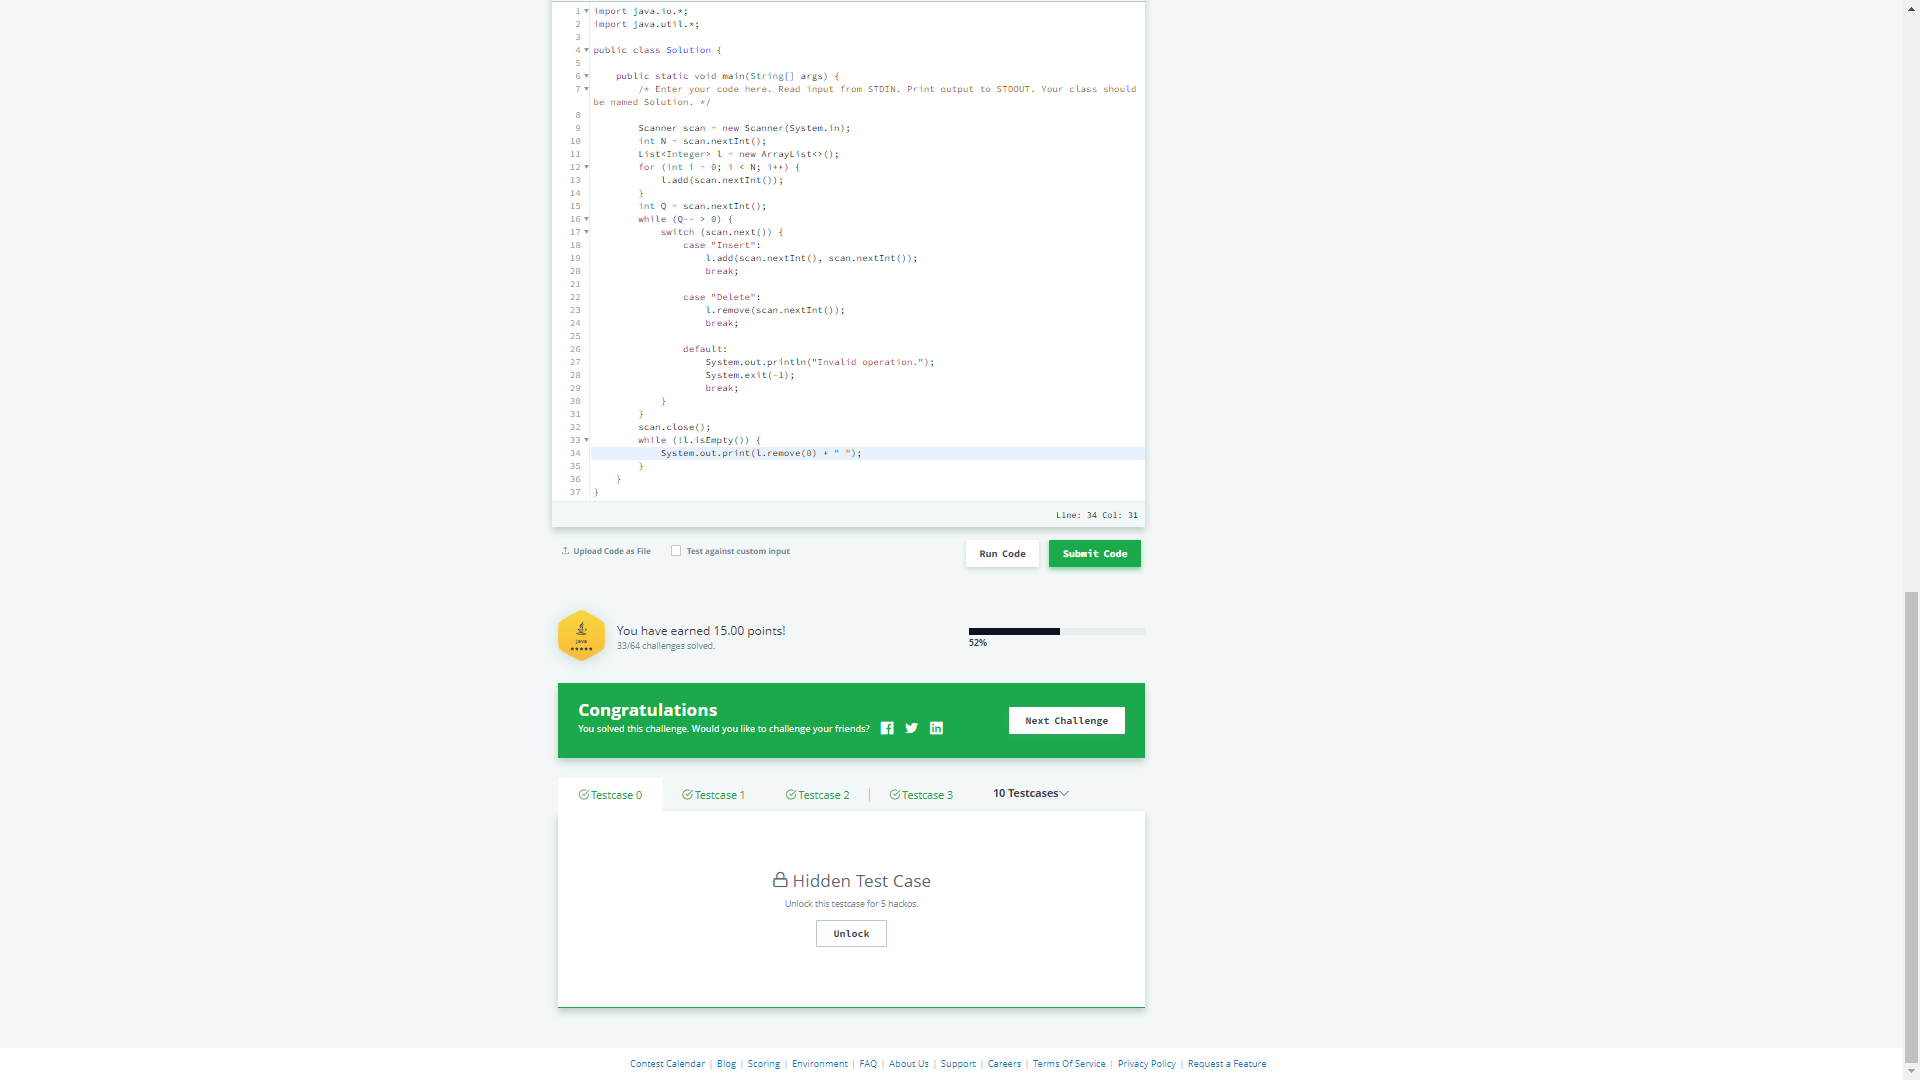 1 import java.io.*;
2 import java.util.*;
3
4 public class Solution {
5
6 public static void main(String[] args) {
7 /* Enter your code here. Read input from STDIN. Print output to STDOUT. Your class should
be named Solution. */
8
9 Scanner scan = new Scanner(System.in);
10 int N = scan.nextInt();
11 List<Integer> l = new ArrayList<>();
12 for (int i = 0; i < N; i++) {
13 l.add(scan.nextInt());
14 }
15 int Q = scan.nextInt();
16 while (Q-- > 0) {
17 switch (scan.next()) {
18 case "Insert":
19 l.add(scan.nextInt(), scan.nextInt());
20 break;
21
22 case "Delete":
23 l.remove(scan.nextInt());
24 break;
25
26 default:
27 System.out.println("Invalid operation.");
28 System.exit(-1);
29 break;
30 }
31 }
32 scan.close();
33 while (!l.isEmpty()) {
34 System.out.print(l.remove(0) + " ");
35 }
36 }
37 }
Line: 34 Col: 31
Upload Code as File Test against custom input Run Code Submit Code
Java
You have earned 15.00 points!
33/64 challenges solved.
52%
Congratulations
You solved this challenge. Would you like to challenge your friends?
Next Challenge
Testcase 0 Testcase 1 Testcase 2 Testcase 3 10 Testcases
Hidden Test Case
Unlock this testcase for 5 hackos.
Unlock
Contest Calendar | Blog | Scoring | Environment | FAQ | About Us | Support | Careers | Terms Of Service | Privacy Policy | Request a Feature